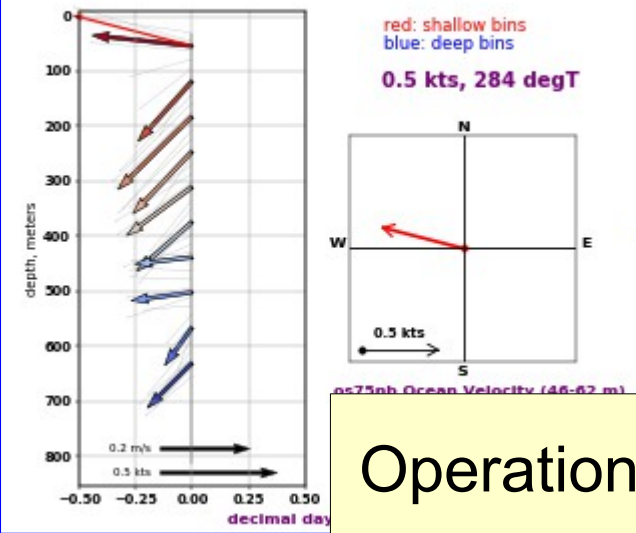 0
100
200
300
400
500
600
700
800
depth, meters
0.2 m/s
0.5 kts
−0.50 −0.25 0.00 0.25 0.50
decimal day
red: shallow bins
blue: deep bins
0.5 kts, 284 degT
N
W E
0.5 kts
S
os75nb Ocean Velocity (46-62 m)
Operation